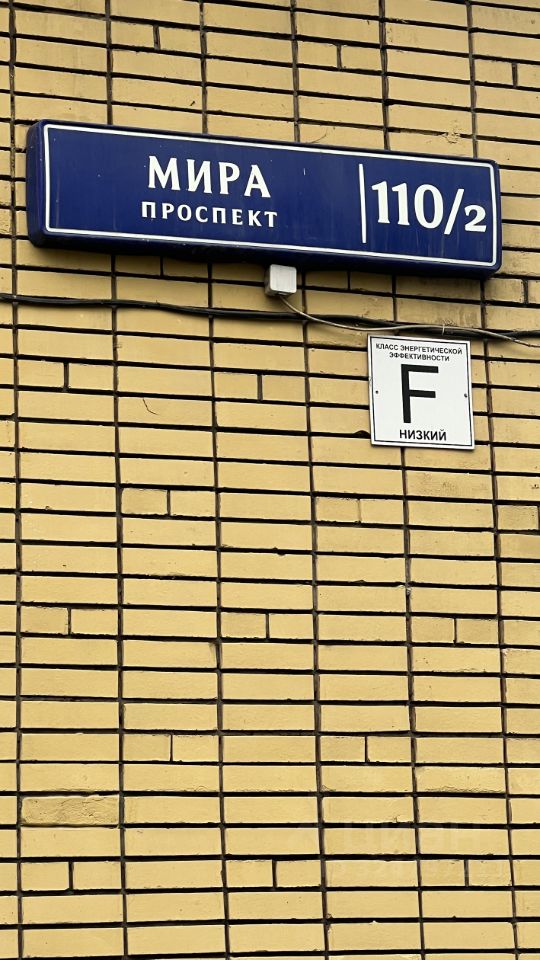 МИРА
ПРОСПЕКТ
110/2
КЛАСС ЭНЕРГЕТИЧЕСКОЙ
ЭФФЕКТИВНОСТИ
F
НИЗКИЙ